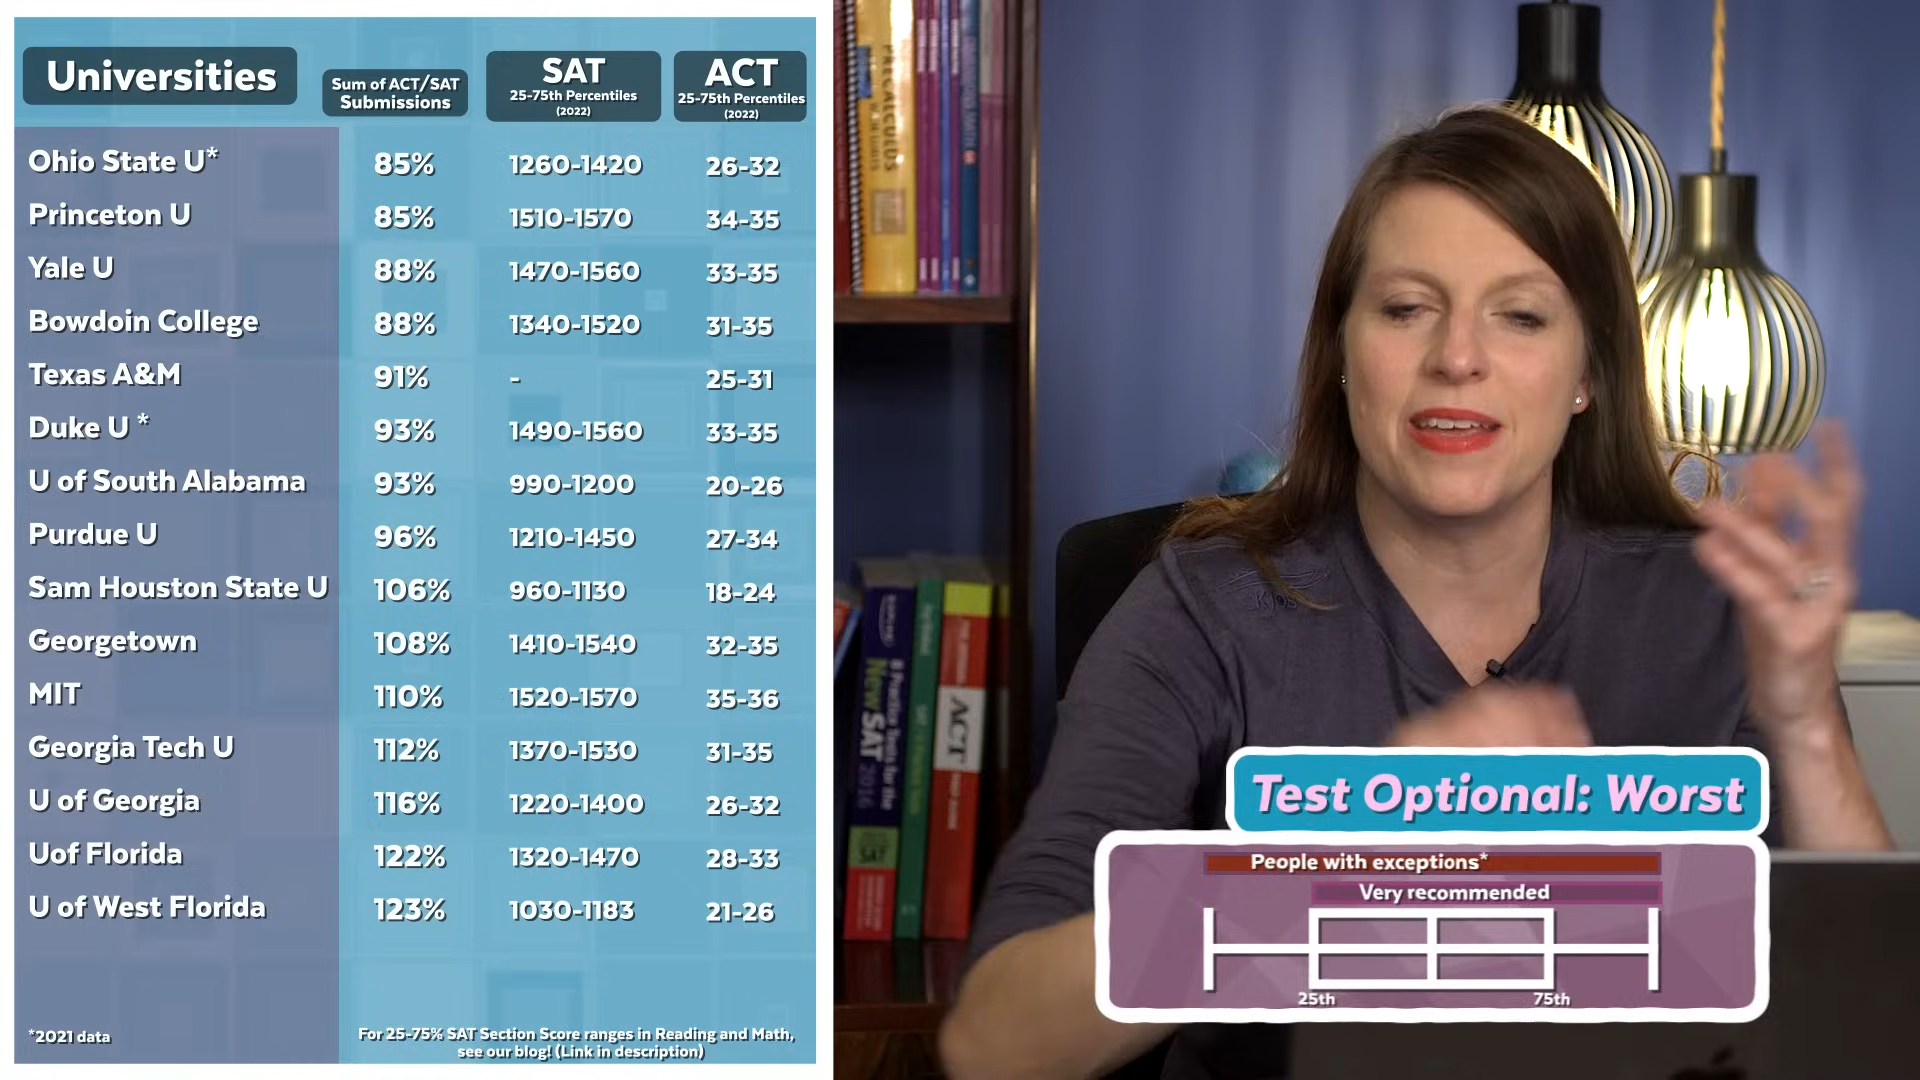 Universities
Sum of ACT/SAT
Submissions
SAT
25-75th Percentiles
(2022)
ACT
25-75th Percentiles
(2022)
Ohio State U* 85% 1260-1420 26-32
Princeton U 85% 1510-1570 34-35
Yale U 88% 1470-1560 33-35
Bowdoin College 88% 1340-1520 31-35
Texas A&M 91% - 25-31
Duke U * 93% 1490-1560 33-35
U of South Alabama 93% 990-1200 20-26
Purdue U 96% 1210-1450 27-34
Sam Houston State U 106% 960-1130 18-24
Georgetown 108% 1410-1540 32-35
MIT 110% 1520-1570 35-36
Georgia Tech U 112% 1370-1530 31-35
U of Georgia 116% 1220-1400 26-32
Uof Florida 122% 1320-1470 28-33
U of West Florida 123% 1030-1183 21-26
*2021 data
For 25-75% SAT Section Score ranges in Reading and Math,
see our blog! (Link in description)
PRECALCULUS
New SAT 2016
ACT
Kjos
Test Optional: Worst
People with exceptions*
Very recommended
25th 75th